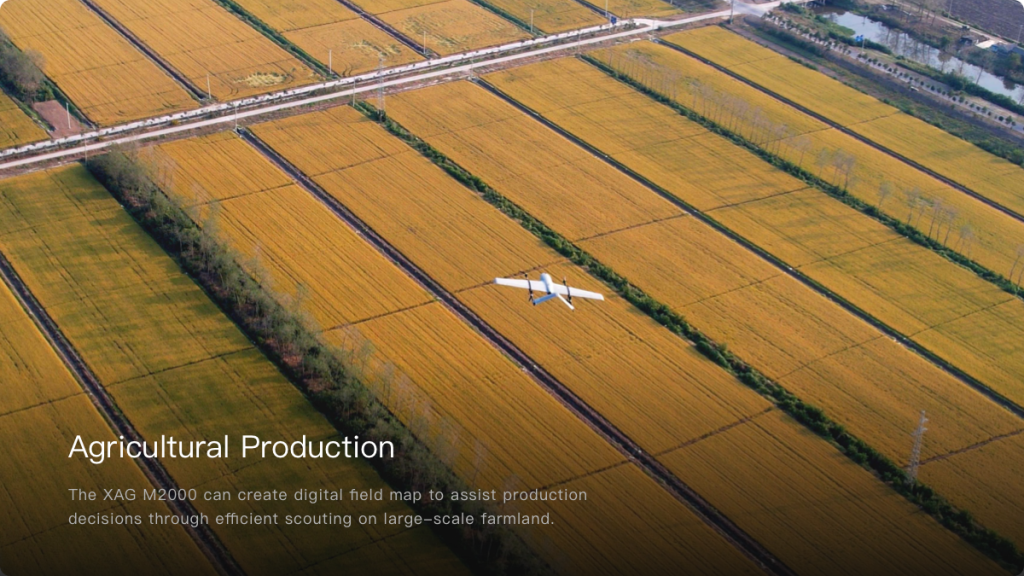 Agricultural Production
The XAG M2000 can create digital field map to assist production
decisions through efficient scouting on large–scale farmland.